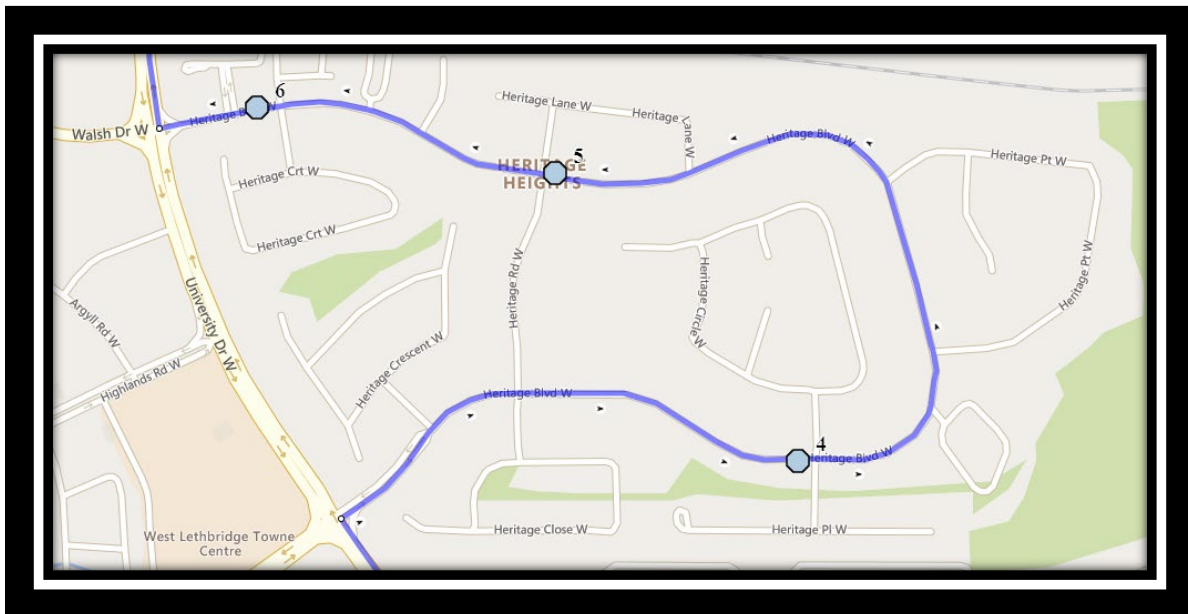 6
Heritage Blvd W
Walsh Dr W
Heritage Lane W
Heritage Lane W
Heritage Blvd W
5
HERITAGE
HEIGHTS
Heritage Pt W
Heritage Crt W
Heritage Crt W
Heritage Rd W
Heritage Circle W
Heritage Pt W
University Dr W
Argyll Rd W
Highlands Rd W
Heritage Crescent W
Heritage Blvd W
4
Heritage Blvd W
West Lethbridge Towne
Centre
Heritage Close W
Heritage Pl W